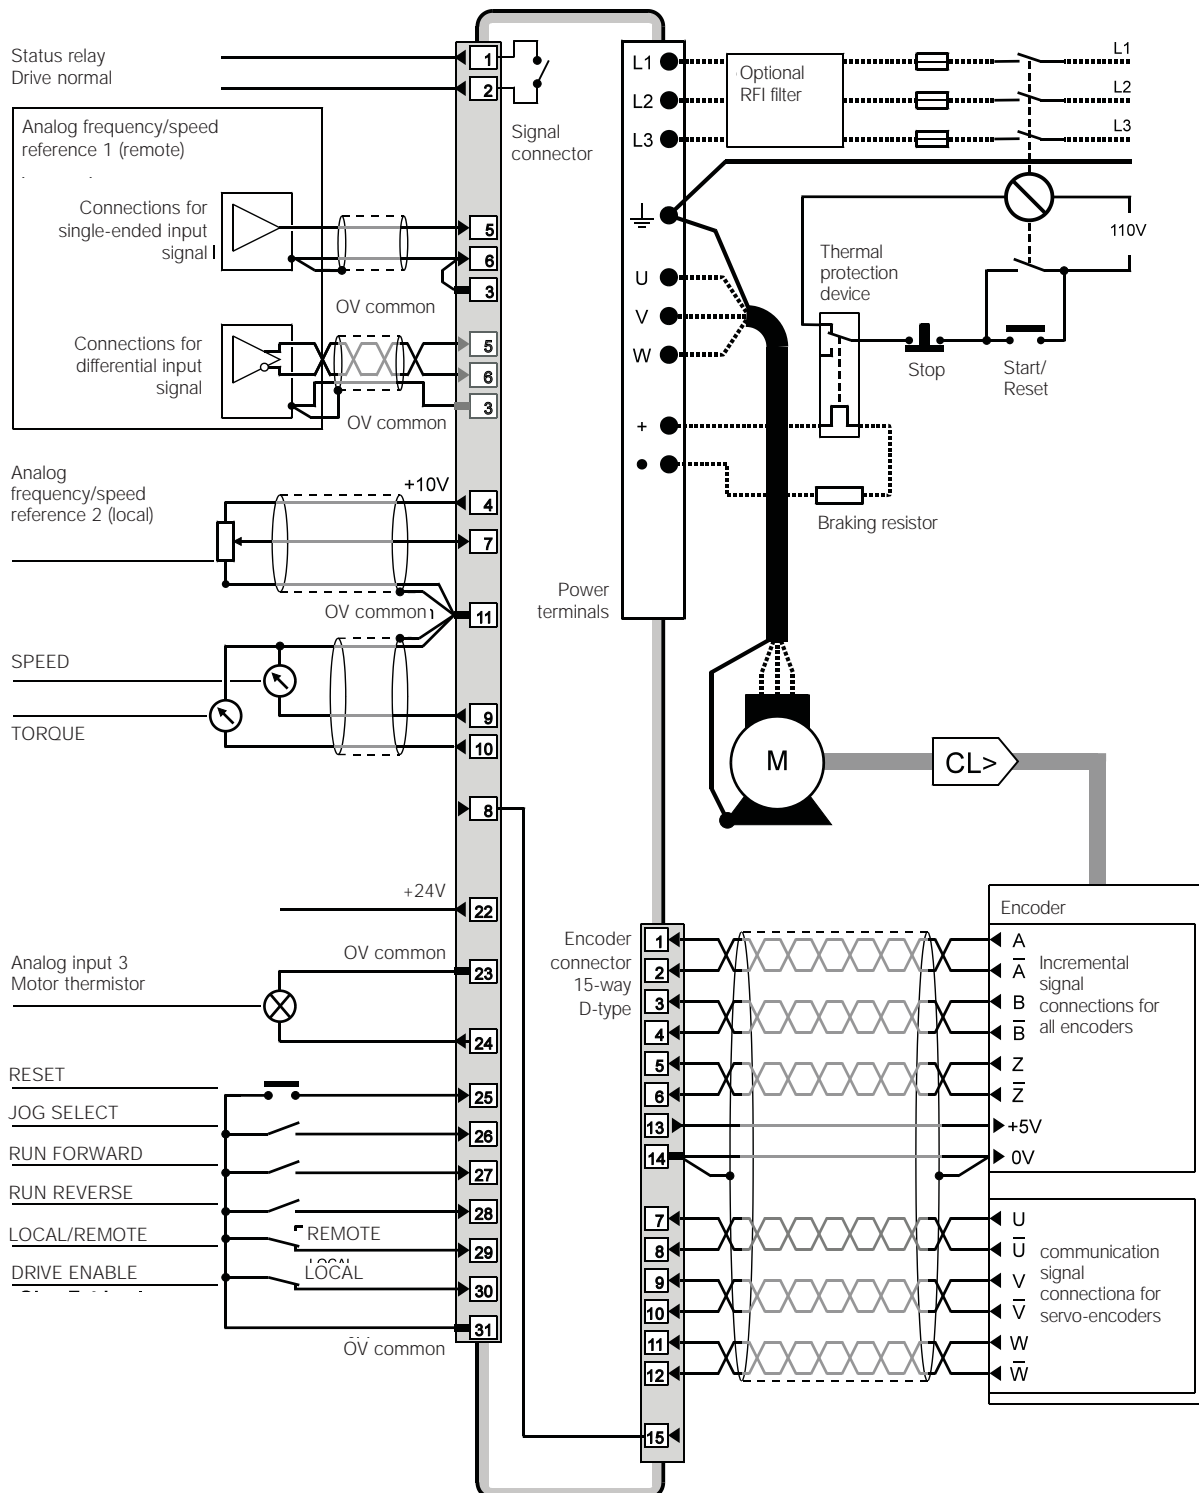 Status relay
Drive normal
1
2
Signal
connector
Analog frequency/speed
reference 1 (remote)
Connections for
single-ended input
signal
5
6
3
OV common
Connections for
differential input
signal
5
6
3
OV common
Analog
frequency/speed
reference 2 (local)
+10V
4
7
OV common
11
SPEED
TORQUE
9
10
8
+24V
22
OV common
Analog input 3
Motor thermistor
23
24
RESET
25
JOG SELECT
26
RUN FORWARD
27
RUN REVERSE
28
LOCAL/REMOTE
REMOTE
29
LOCAL
DRIVE ENABLE
LOCAL
30
31
OV common
L1
L2
L3
U
V
W
+
Power
terminals
Optional
RFI filter
L1
L2
L3
110V
Thermal
protection
device
Stop
Start/
Reset
Braking resistor
M
CL>
Encoder
connector
15-way
D-type
1
2
3
4
5
6
13
14
7
8
9
10
11
12
15
Encoder
A
A̅
B
B̅
Z
Z̅
+5V
0V
Incremental
signal
connections for
all encoders
U
U̅
V
V̅
W
W̅
communication
signal
connectiona for
servo-encoders